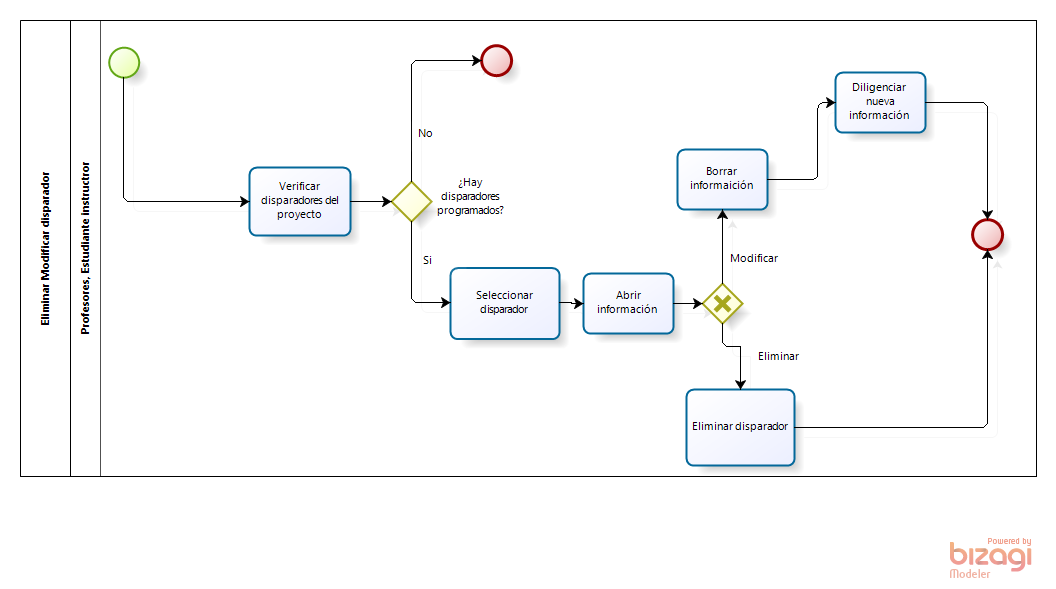 Eliminar Modificar disparador
Profesores, Estudiante instructror
Verificar
disparadores del
proyecto
No
¿Hay
disparadores
programados?
Si
Seleccionar
disparador
Abrir
información
Modificar
Borrar
informaición
Diligenciar
nueva
información
Eliminar
Eliminar disparador
Powered by
bizagi
Modeler